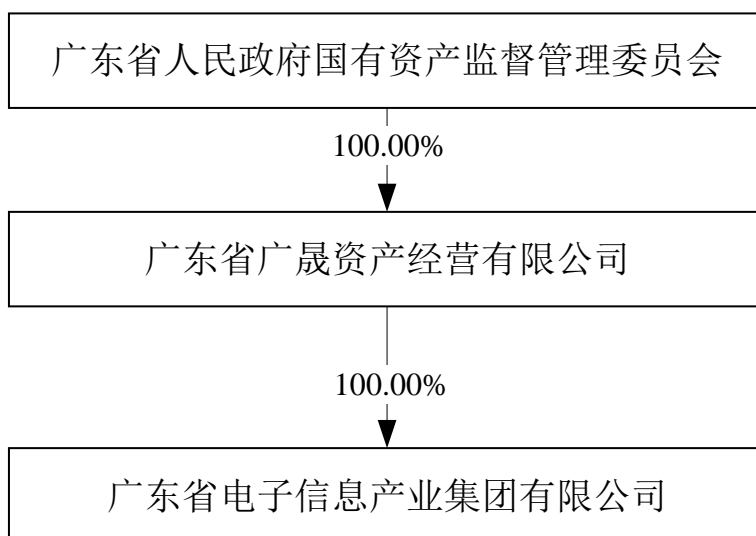 广东省人民政府国有资产监督管理委员会
100.00%
广东省广晟资产经营有限公司
100.00%
广东省电子信息产业集团有限公司